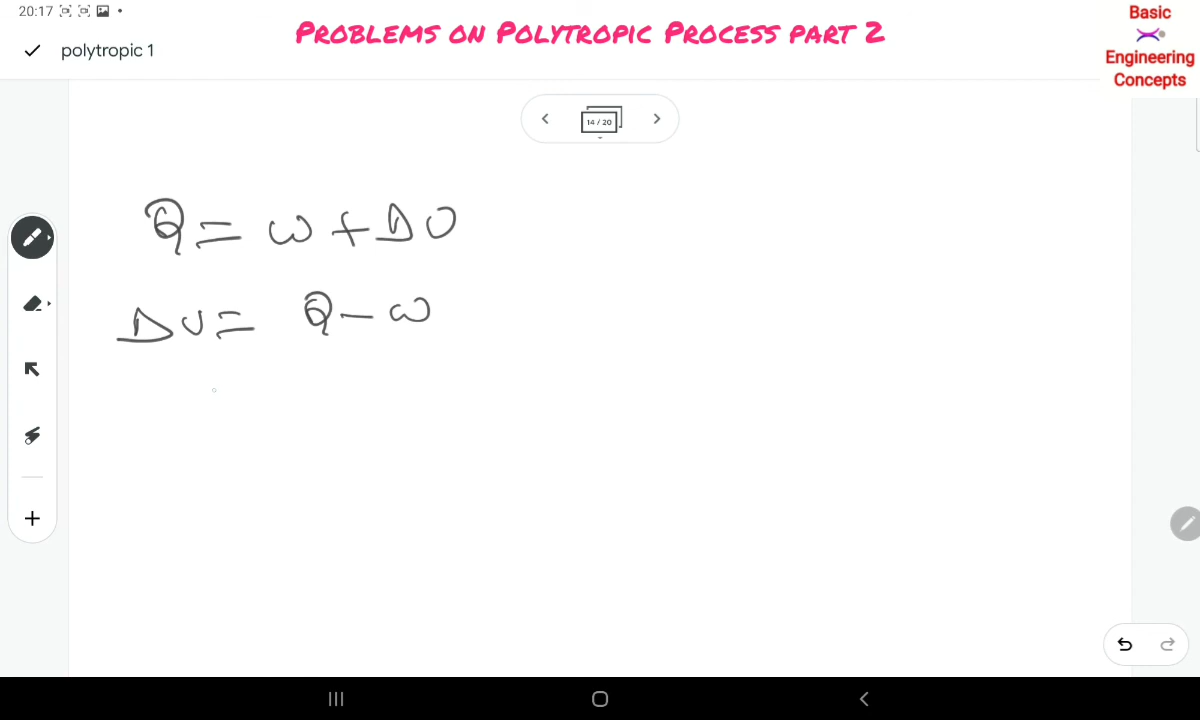 20:17
PROBLEMS ON POLYTROPIC PROCESS PART 2
Basic
Engineering
Concepts
polytropic 1
14 / 20
Q = W + ΔU
ΔU = Q - W